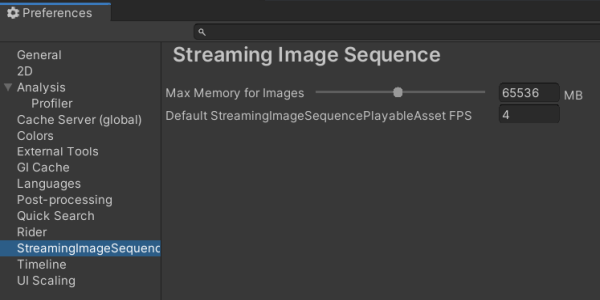 Preferences
General
2D
Analysis
Profiler
Cache Server (global)
Colors
External Tools
GI Cache
Languages
Post-processing
Quick Search
Rider
StreamingImageSequenc
Timeline
UI Scaling
Streaming Image Sequence
Max Memory for Images 65536 MB
Default StreamingImageSequencePlayableAsset FPS 4